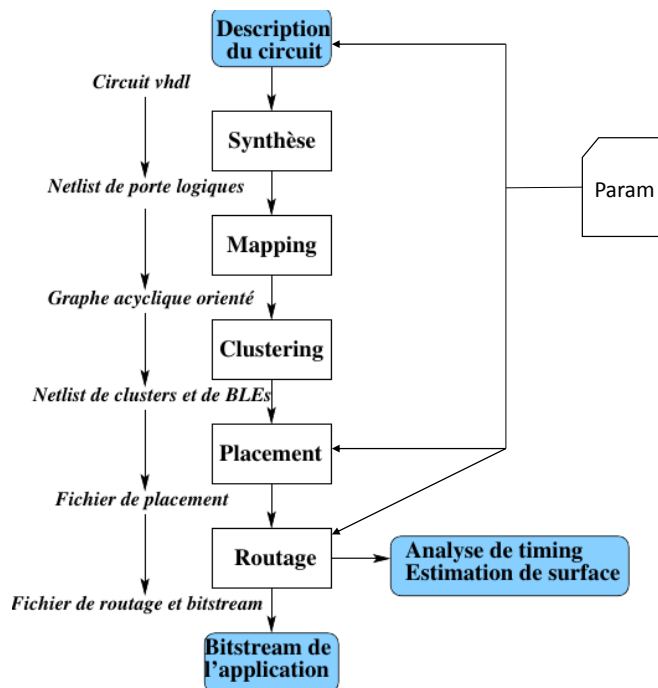 Description
du circuit
Circuit vhdl
Synthèse
Netlist de porte logiques
Param
Mapping
Graphe acyclique orienté
Clustering
Netlist de clusters et de BLEs
Placement
Fichier de placement
Routage
Analyse de timing
Estimation de surface
Fichier de routage et bitstream
Bitstream de
l'application